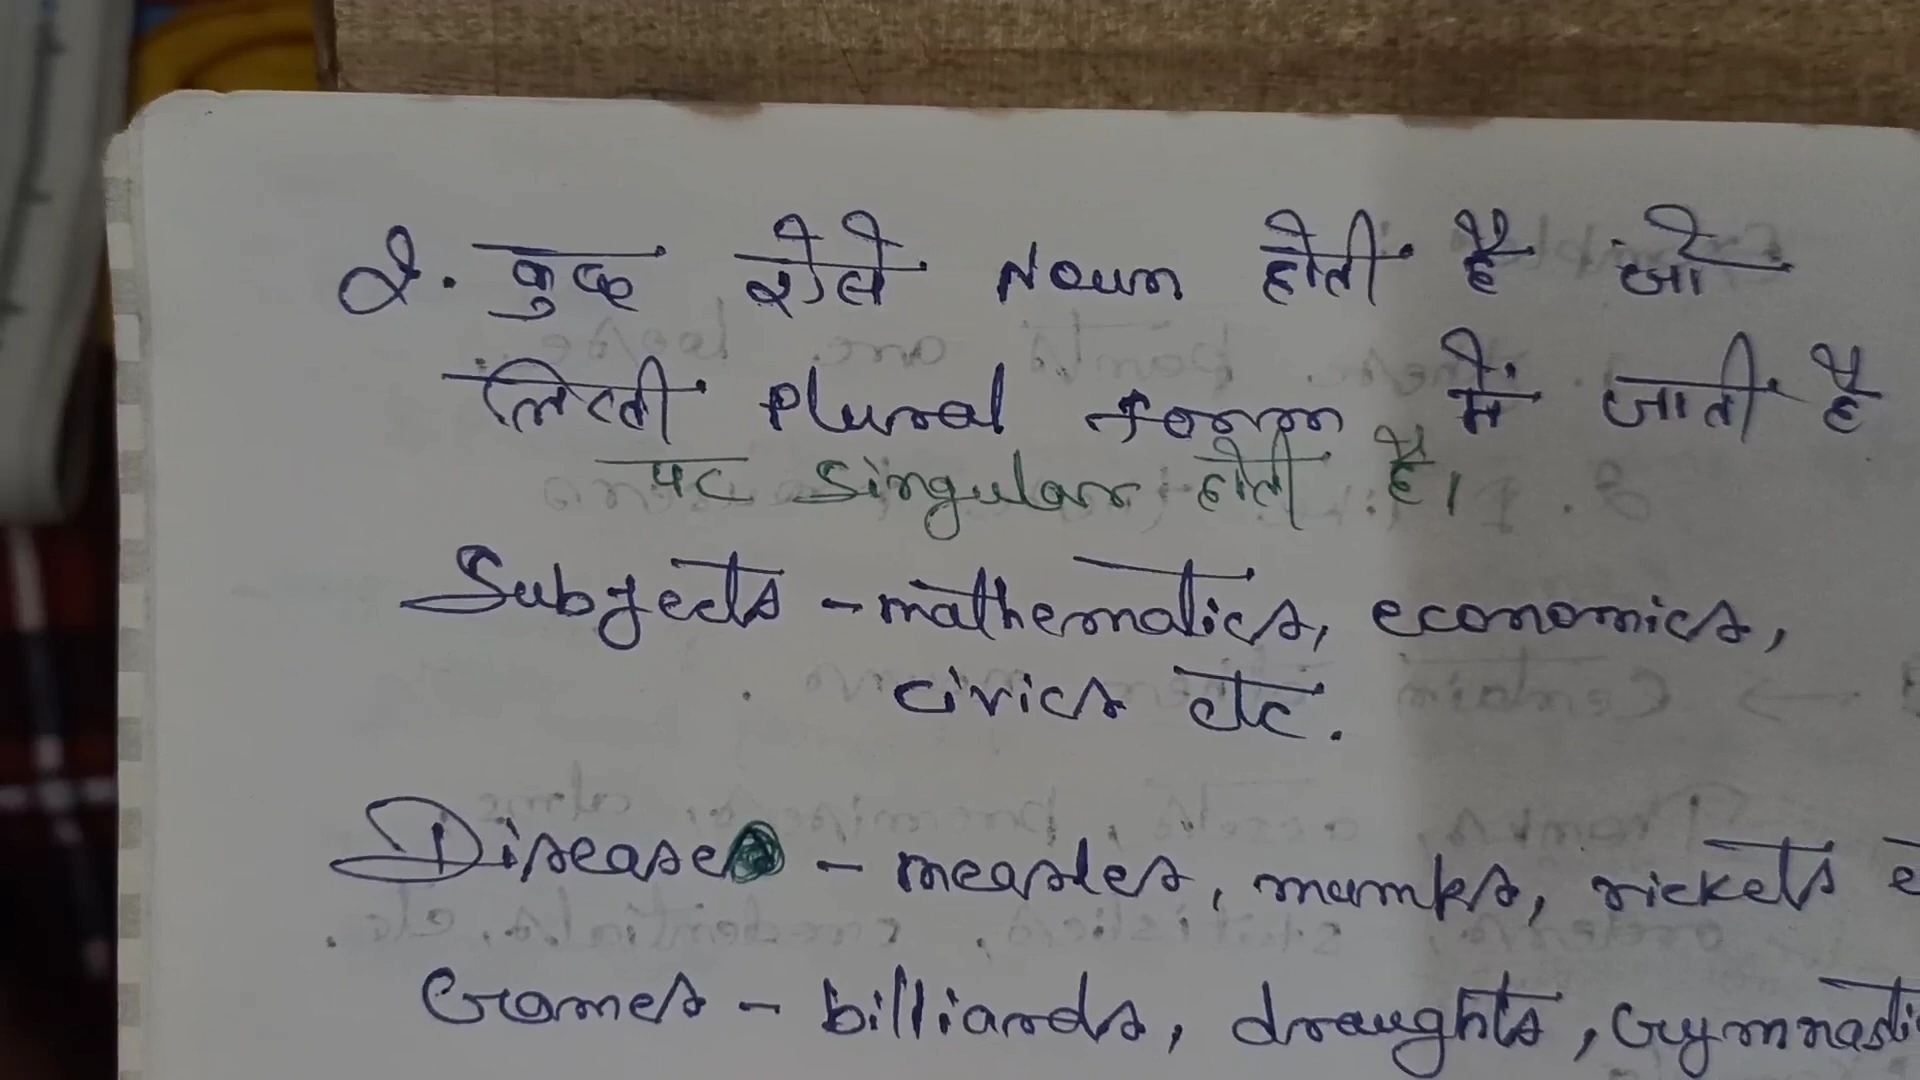 2. कुछ ऐसे Noun होती है जो
लिखी plural form में जाती है
पर singular होती है।
Subjects - mathematics, economics,
civics etc.
Diseases - measles, mumps, rickets e
Games - billiards, draughts, Gymnasti